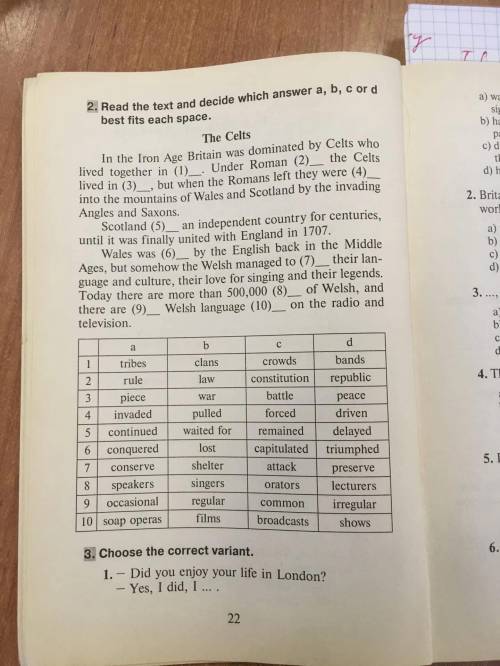 2. Read the text and decide which answer a, b, c or d
best fits each space.
The Celts
In the Iron Age Britain was dominated by Celts who
lived together in (1)__. Under Roman (2)__ the Celts
lived in (3)__, but when the Romans left they were (4)__
into the mountains of Wales and Scotland by the invading
Angles and Saxons.
Scotland (5)__ an independent country for centuries,
until it was finally united with England in 1707.
Wales was (6)__ by the English back in the Middle
Ages, but somehow the Welsh managed to (7)__ their lan-
guage and culture, their love for singing and their legends.
Today there are more than 500,000 (8)__ of Welsh, and
there are (9)__ Welsh language (10)__ on the radio and
television.
a b c d
1 tribes clans crowds bands
2 rule law constitution republic
3 piece war battle peace
4 invaded pulled forced driven
5 continued waited for remained delayed
6 conquered lost capitulated triumphed
7 conserve shelter attack preserve
8 speakers singers orators lecturers
9 occasional regular common irregular
10 soap operas films broadcasts shows
3. Choose the correct variant.
1. – Did you enjoy your life in London?
– Yes, I did, I ... .
22
a)
b)
c)
d)
2.
a)
b)
c)
d)
3. ...,
a)
b)
c)
4.
5.
6.